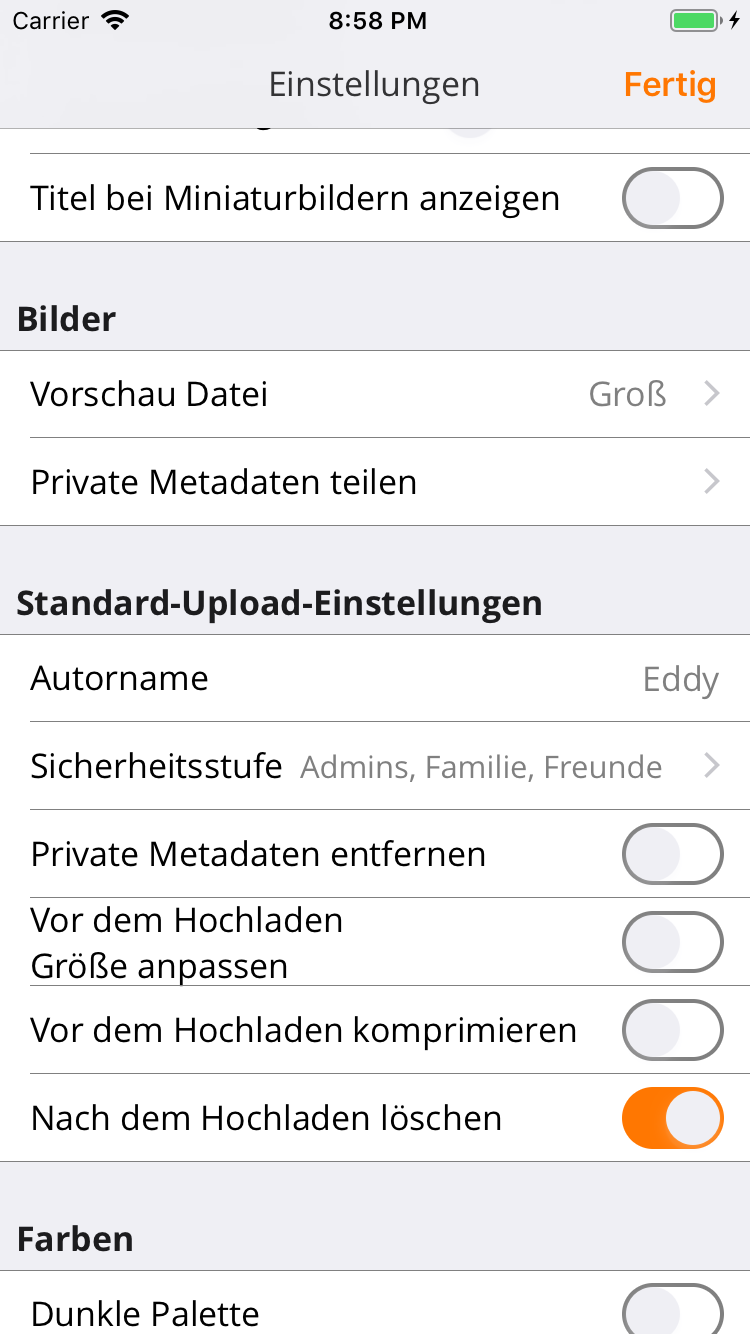 Carrier 8:58 PM
Einstellungen Fertig
Titel bei Miniaturbildern anzeigen
Bilder
Vorschau Datei Groß
Private Metadaten teilen
Standard-Upload-Einstellungen
Autorname Eddy
Sicherheitsstufe Admins, Familie, Freunde
Private Metadaten entfernen
Vor dem Hochladen
Größe anpassen
Vor dem Hochladen komprimieren
Nach dem Hochladen löschen
Farben
Dunkle Palette